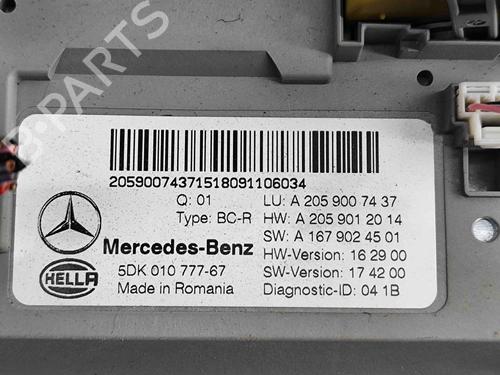 B-PARTS
20590074371518091106034
Q: 01
LU: A 205 900 74 37
Type: BC-R
HW: A 205 901 20 14
SW: A 167 902 45 01
Mercedes-Benz
HW-Version: 16 29 00
HELLA
5DK 010 777-67
SW-Version: 17 42 00
Made in Romania
Diagnostic-ID: 04 1B